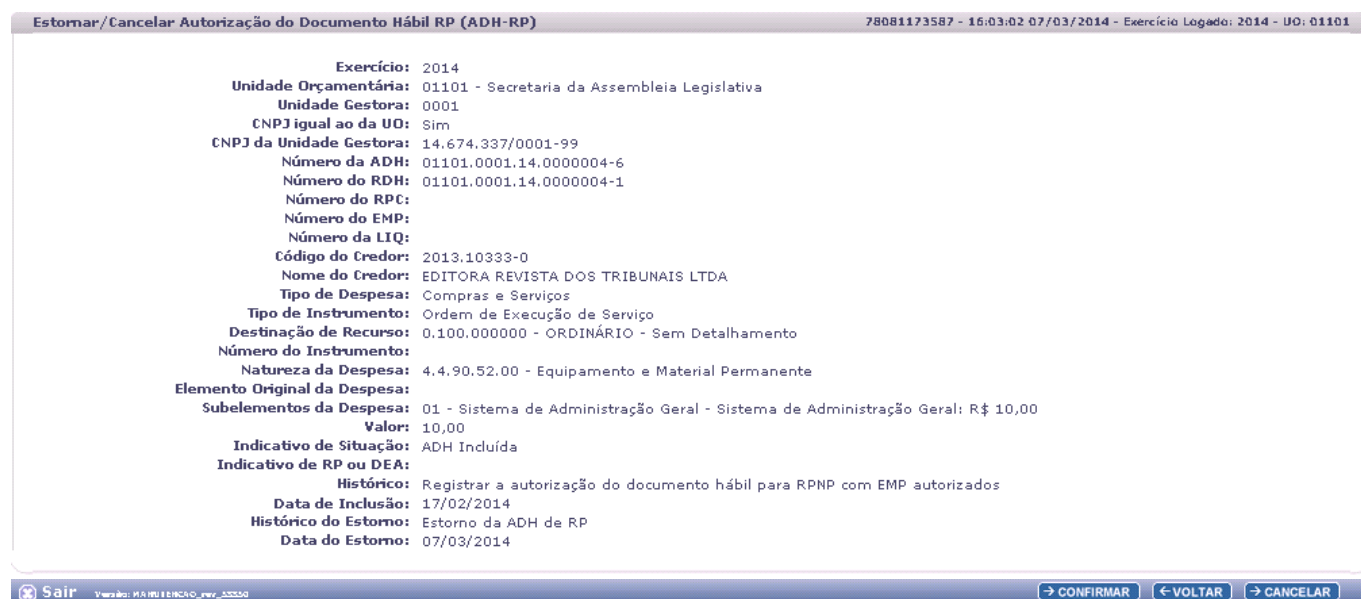 Estornar/Cancelar Autorização do Documento Hábil RP (ADH-RP) 78081173587 - 16:03:02 07/03/2014 - Exercício Logado: 2014 - UO: 01101
Exercício: 2014
Unidade Orçamentária: 01101 - Secretaria da Assembleia Legislativa
Unidade Gestora: 0001
CNPJ igual ao da UO: Sim
CNPJ da Unidade Gestora: 14.674.337/0001-99
Número da ADH: 01101.0001.14.0000004-6
Número do RDH: 01101.0001.14.0000004-1
Número do RPC:
Número do EMP:
Número da LIQ:
Código do Credor: 2013.10333-0
Nome do Credor: EDITORA REVISTA DOS TRIBUNAIS LTDA
Tipo de Despesa: Compras e Serviços
Tipo de Instrumento: Ordem de Execução de Serviço
Destinação de Recurso: 0.100.000000 - ORDINÁRIO - Sem Detalhamento
Número do Instrumento:
Natureza da Despesa: 4.4.90.52.00 - Equipamento e Material Permanente
Elemento Original da Despesa:
Subelementos da Despesa: 01 - Sistema de Administração Geral - Sistema de Administração Geral: R$ 10,00
Valor: 10,00
Indicativo de Situação: ADH Incluída
Indicativo de RP ou DEA:
Histórico: Registrar a autorização do documento hábil para RPNP com EMP autorizados
Data de Inclusão: 17/02/2014
Histórico do Estorno: Estorno da ADH de RP
Data do Estorno: 07/03/2014
Sair Versão: MANUTENCAO_rev_ CONFIRMAR VOLTAR CANCELAR